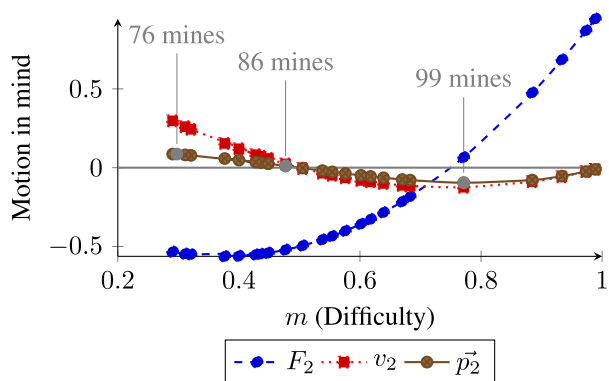 76 mines
86 mines
99 mines
Motion in mind
0.5
0
−0.5
0.2 0.4 0.6 0.8 1
m (Difficulty)
F₂ v₂ p⃗₂